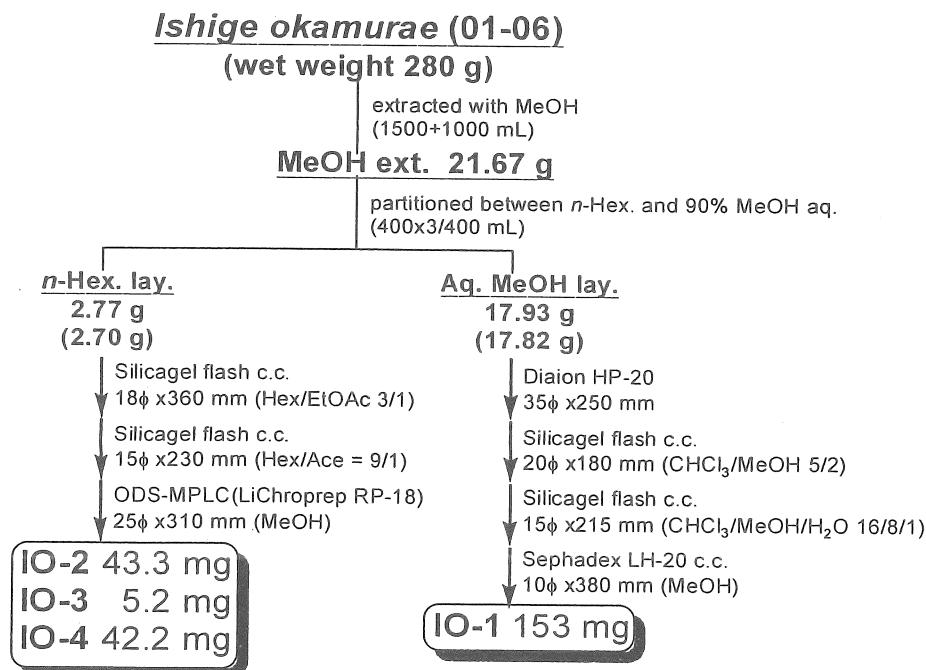 Ishige okamurae (01-06)
(wet weight 280 g)
extracted with MeOH
(1500+1000 mL)
MeOH ext. 21.67 g
partitioned between n-Hex. and 90% MeOH aq.
(400x3/400 mL)
n-Hex. lay.
2.77 g
(2.70 g)
Silicagel flash c.c.
18ϕ x360 mm (Hex/EtOAc 3/1)
Silicagel flash c.c.
15ϕ x230 mm (Hex/Ace = 9/1)
ODS-MPLC(LiChroprep RP-18)
25ϕ x310 mm (MeOH)
IO-2 43.3 mg
IO-3 5.2 mg
IO-4 42.2 mg
Aq. MeOH lay.
17.93 g
(17.82 g)
Diaion HP-20
35ϕ x250 mm
Silicagel flash c.c.
20ϕ x180 mm (CHCl₃/MeOH 5/2)
Silicagel flash c.c.
15ϕ x215 mm (CHCl₃/MeOH/H₂O 16/8/1)
Sephadex LH-20 c.c.
10ϕ x380 mm (MeOH)
IO-1 153 mg